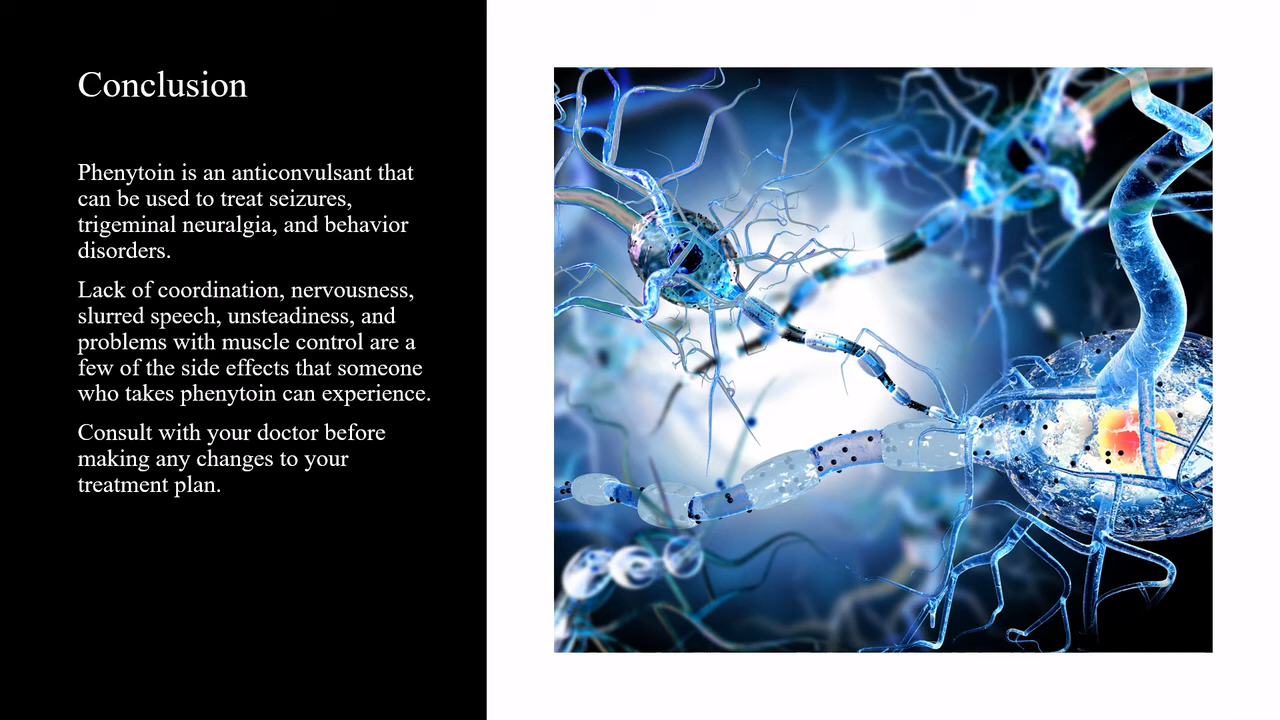 Conclusion
Phenytoin is an anticonvulsant that
can be used to treat seizures,
trigeminal neuralgia, and behavior
disorders.
Lack of coordination, nervousness,
slurred speech, unsteadiness, and
problems with muscle control are a
few of the side effects that someone
who takes phenytoin can experience.
Consult with your doctor before
making any changes to your
treatment plan.